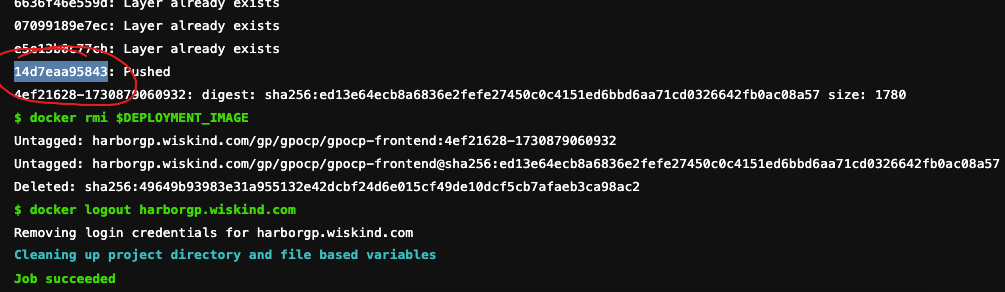 6636f46e559d: Layer already exists
07099189e7ec: Layer already exists
e5e13b0c77cb: Layer already exists
14d7eaa95843: Pushed
4ef21628-1730879060932: digest: sha256:ed13e64ecb8a6836e2fefe27450c0c4151ed6bbd6aa71cd0326642fb0ac08a57 size: 1780
$ docker rmi $DEPLOYMENT_IMAGE
Untagged: harborgp.wiskind.com/gp/gpocp/gpocp-frontend:4ef21628-1730879060932
Untagged: harborgp.wiskind.com/gp/gpocp/gpocp-frontend@sha256:ed13e64ecb8a6836e2fefe27450c0c4151ed6bbd6aa71cd0326642fb0ac08a57
Deleted: sha256:49649b93983e31a955132e42dcbf24d6e015cf49de10dcf5cb7afaeb3ca98ac2
$ docker logout harborgp.wiskind.com
Removing login credentials for harborgp.wiskind.com
Cleaning up project directory and file based variables
Job succeeded